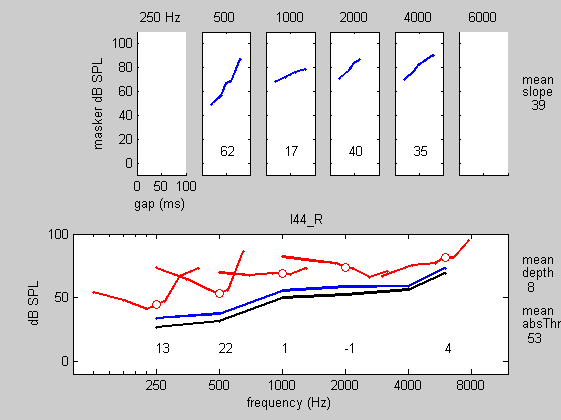 250 Hz 500 1000 2000 4000 6000
100
80
60
40
20
0
masker dB SPL
62 17 40 35
mean
slope
39
0 50 100
gap (ms)
I44_R
100
50
0
dB SPL
13 22 1 -1 4
mean
depth
8
mean
absThr
53
250 500 1000 2000 4000 8000
frequency (Hz)